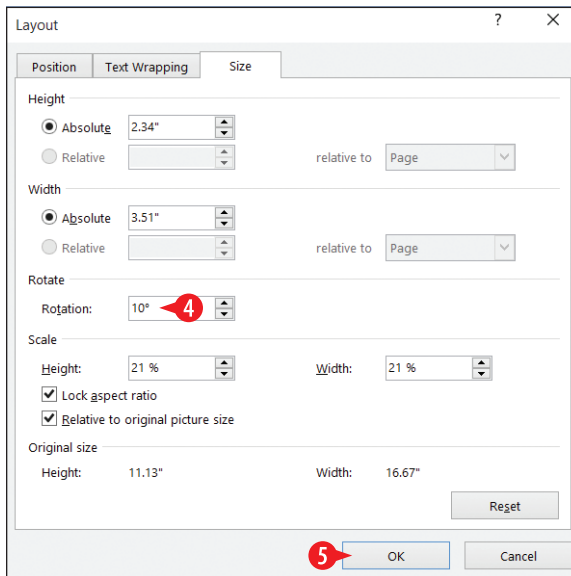 Layout ? ×
Position Text Wrapping Size
Height
Absolute 2.34"
Relative relative to Page
Width
Absolute 3.51"
Relative relative to Page
Rotate
Rotation: 10° 4
Scale
Height: 21 % Width: 21 %
Lock aspect ratio
Relative to original picture size
Original size
Height: 11.13" Width: 16.67"
Reset
5 OK Cancel